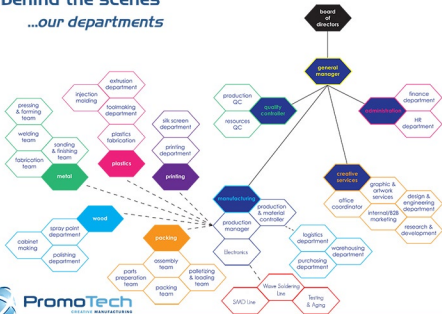 behind the scenes
...our departments
board
of
directors
general
manager
production
QC
resources
QC
quality
controller
administration
finance
department
HR
department
extrusion
department
injection
molding
toolmaking
department
plastics
fabrication
plastics
pressing
& forming
team
welding
team
sanding
& finishing
team
fabrication
team
metal
silk screen
department
printing
department
printing
creative
services
office
coordinator
graphic &
artwork
services
design &
engineering
department
internal/B2B
marketing
research &
development
manufacturing
production
& material
controller
production
manager
Electronics
logistics
department
warehousing
department
purchasing
department
wood
spray paint
department
cabinet
making
polishing
department
packing
assembly
team
parts
preparation
team
palletizing
& loading
team
packing
team
SMD Line
Wave Soldering
Testing
& Aging
PromoTech
CREATIVE MANUFACTURING